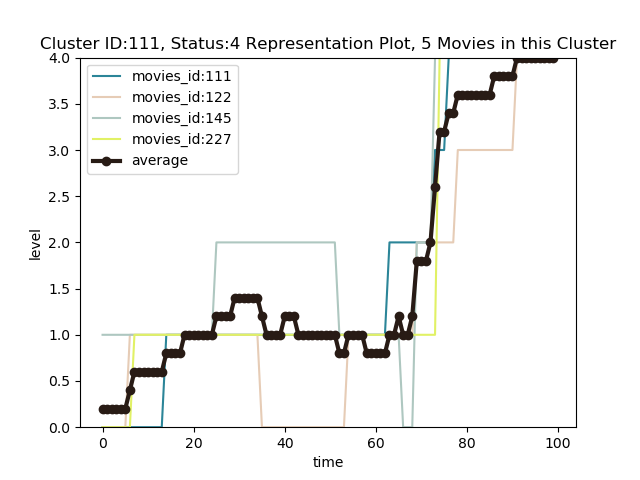 Cluster ID:111, Status:4 Representation Plot, 5 Movies in this Cluster
movies_id:111
movies_id:122
movies_id:145
movies_id:227
average
level
4.0
3.5
3.0
2.5
2.0
1.5
1.0
0.5
0.0
0 20 40 60 80 100
time